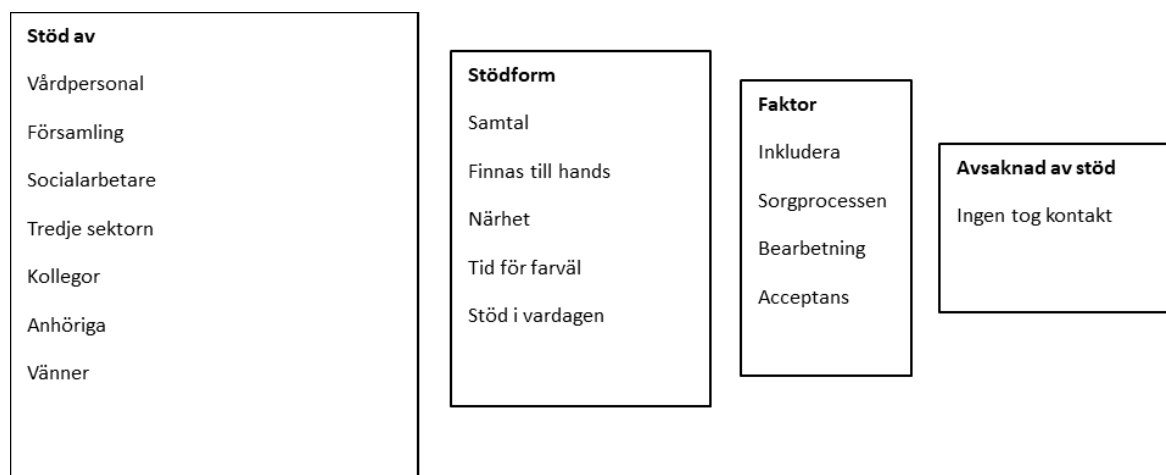 Stöd av
Vårdpersonal
Församling
Socialarbetare
Tredje sektorn
Kollegor
Anhöriga
Vänner
Stödform
Samtal
Finnas till hands
Närhet
Tid för farväl
Stöd i vardagen
Faktor
Inkludera
Sorgprocessen
Bearbetning
Acceptans
Avsaknad av stöd
Ingen tog kontakt